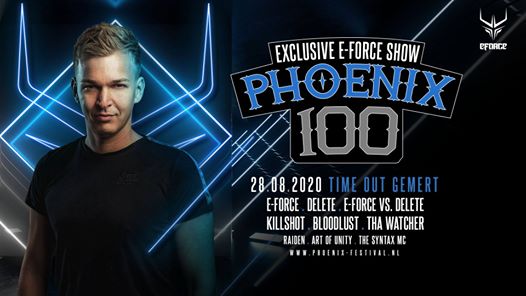 EFORCE
EXCLUSIVE E-FORCE SHOW
PHOENIX
100
28.08.2020 TIME OUT GEMERT
E-FORCE . DELETE . E-FORCE VS. DELETE
KILLSHOT . BLOODLUST . THA WATCHER
RAIDEN . ART OF UNITY . THE SYNTAX MC
WWW.PHOENIX-FESTIVAL.NL